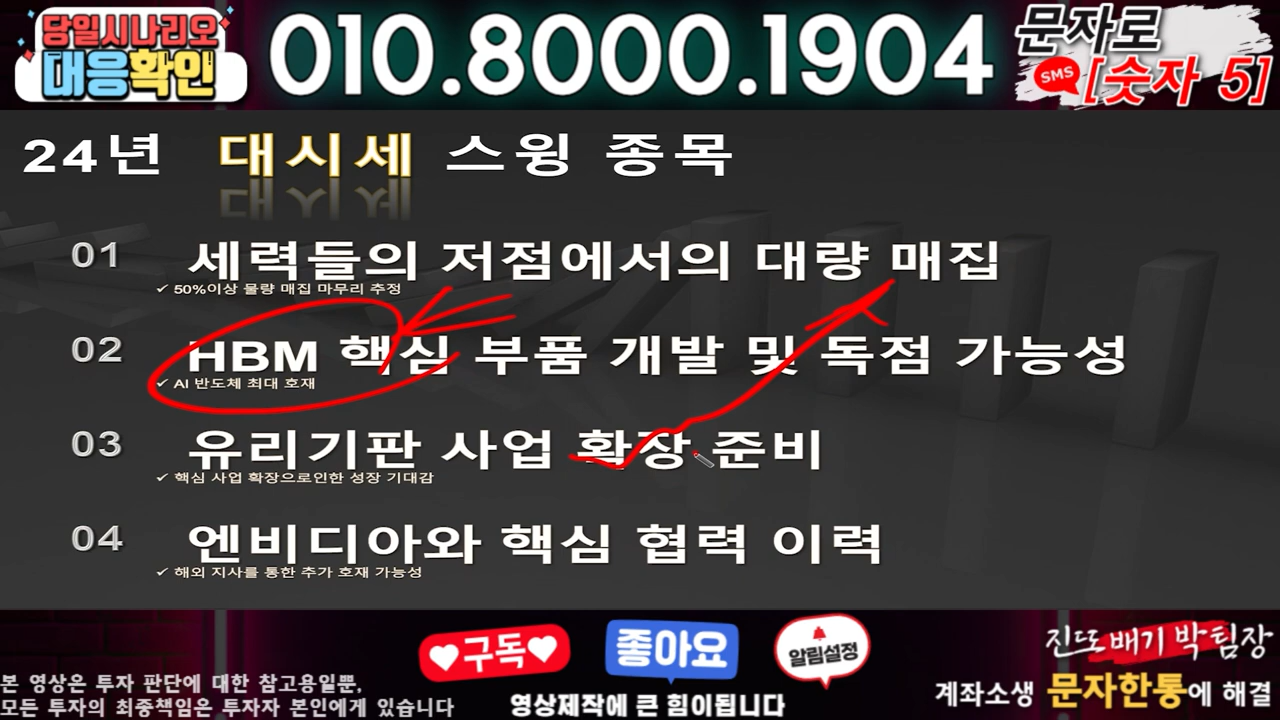 당일시나리오
대응확인
010.8000.1904
문자로
SMS [숫자 5]
24년 대시세 스윙 종목
01 세력들의 저점에서의 대량 매집
✓ 50%이상 물량 매집 마무리 추정
02 HBM 핵심 부품 개발 및 독점 가능성
✓ AI 반도체 최대 호재
03 유리기판 사업 확장 준비
✓ 핵심 사업 확장으로인한 성장 기대감
04 엔비디아와 핵심 협력 이력
✓ 해외 지사를 통한 추가 호재 가능성
본 영상은 투자 판단에 대한 참고용일뿐,
모든 투자의 최종책임은 투자자 본인에게 있습니다
구독
좋아요
알림설정
영상제작에 큰 힘이됩니다
진또배기 박팀장
계좌소생 문자한통에 해결